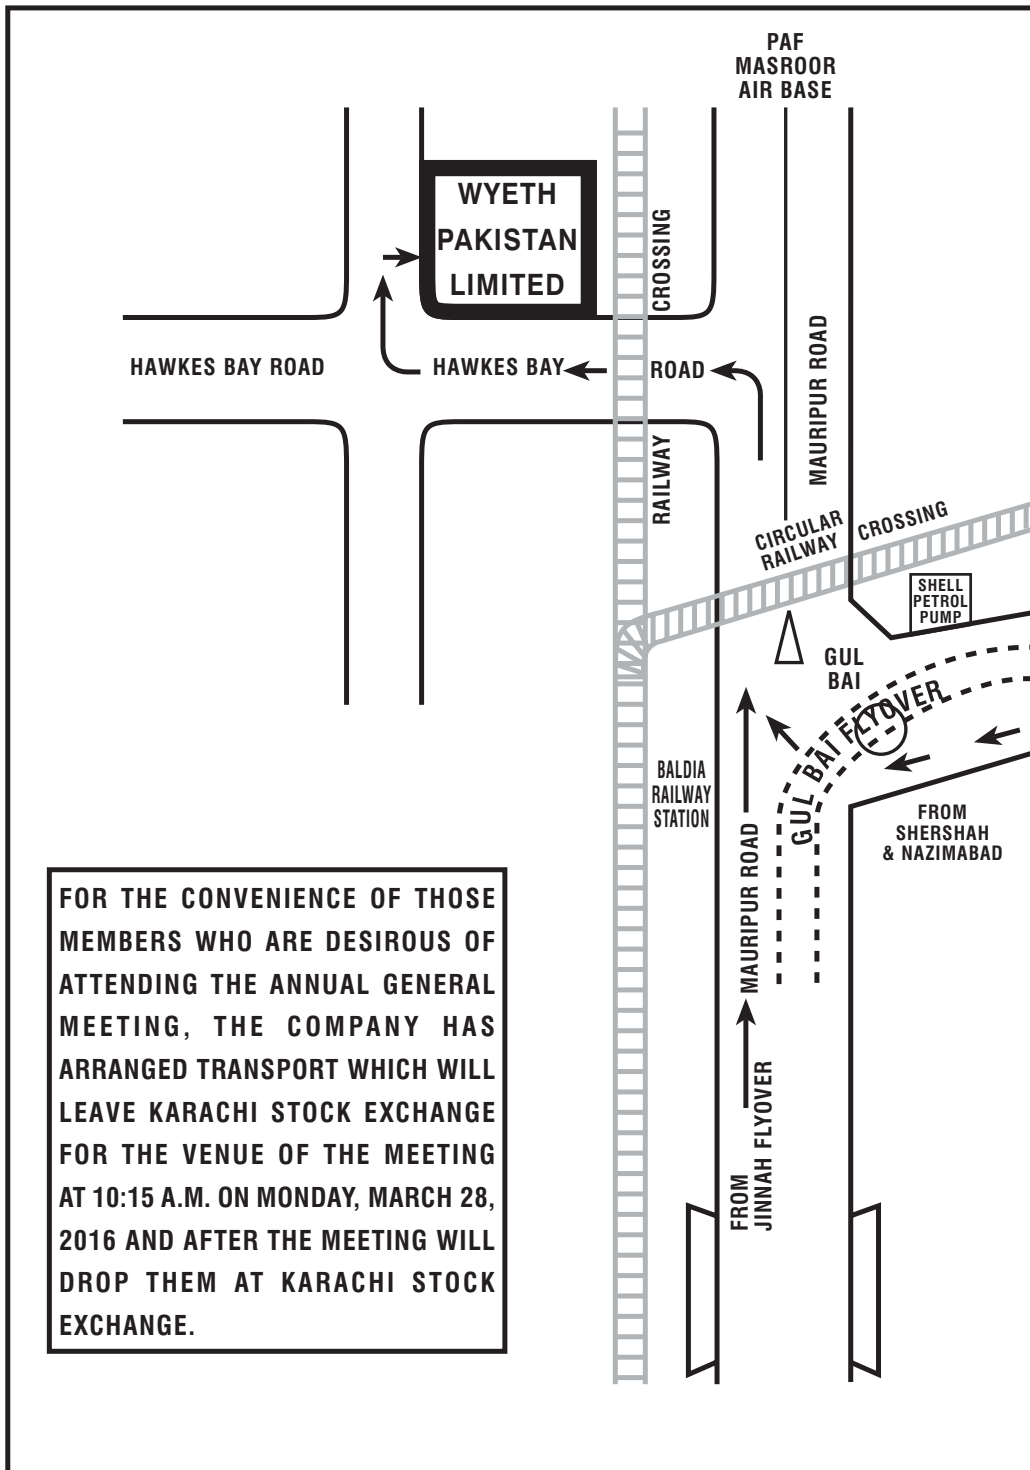 PAF
MASROOR
AIR BASE
WYETH
PAKISTAN
LIMITED
CROSSING
MAURIPUR ROAD
HAWKES BAY ROAD
HAWKES BAY
ROAD
RAILWAY
CIRCULAR
RAILWAY
CROSSING
SHELL
PETROL
PUMP
GUL
BAI
GUL BAI FLYOVER
BALDIA
RAILWAY
STATION
FROM
SHERSHAH
& NAZIMABAD
MAURIPUR ROAD
FROM
JINNAH FLYOVER
FOR THE CONVENIENCE OF THOSE
MEMBERS WHO ARE DESIROUS OF
ATTENDING THE ANNUAL GENERAL
MEETING, THE COMPANY HAS
ARRANGED TRANSPORT WHICH WILL
LEAVE KARACHI STOCK EXCHANGE
FOR THE VENUE OF THE MEETING
AT 10:15 A.M. ON MONDAY, MARCH 28,
2016 AND AFTER THE MEETING WILL
DROP THEM AT KARACHI STOCK
EXCHANGE.